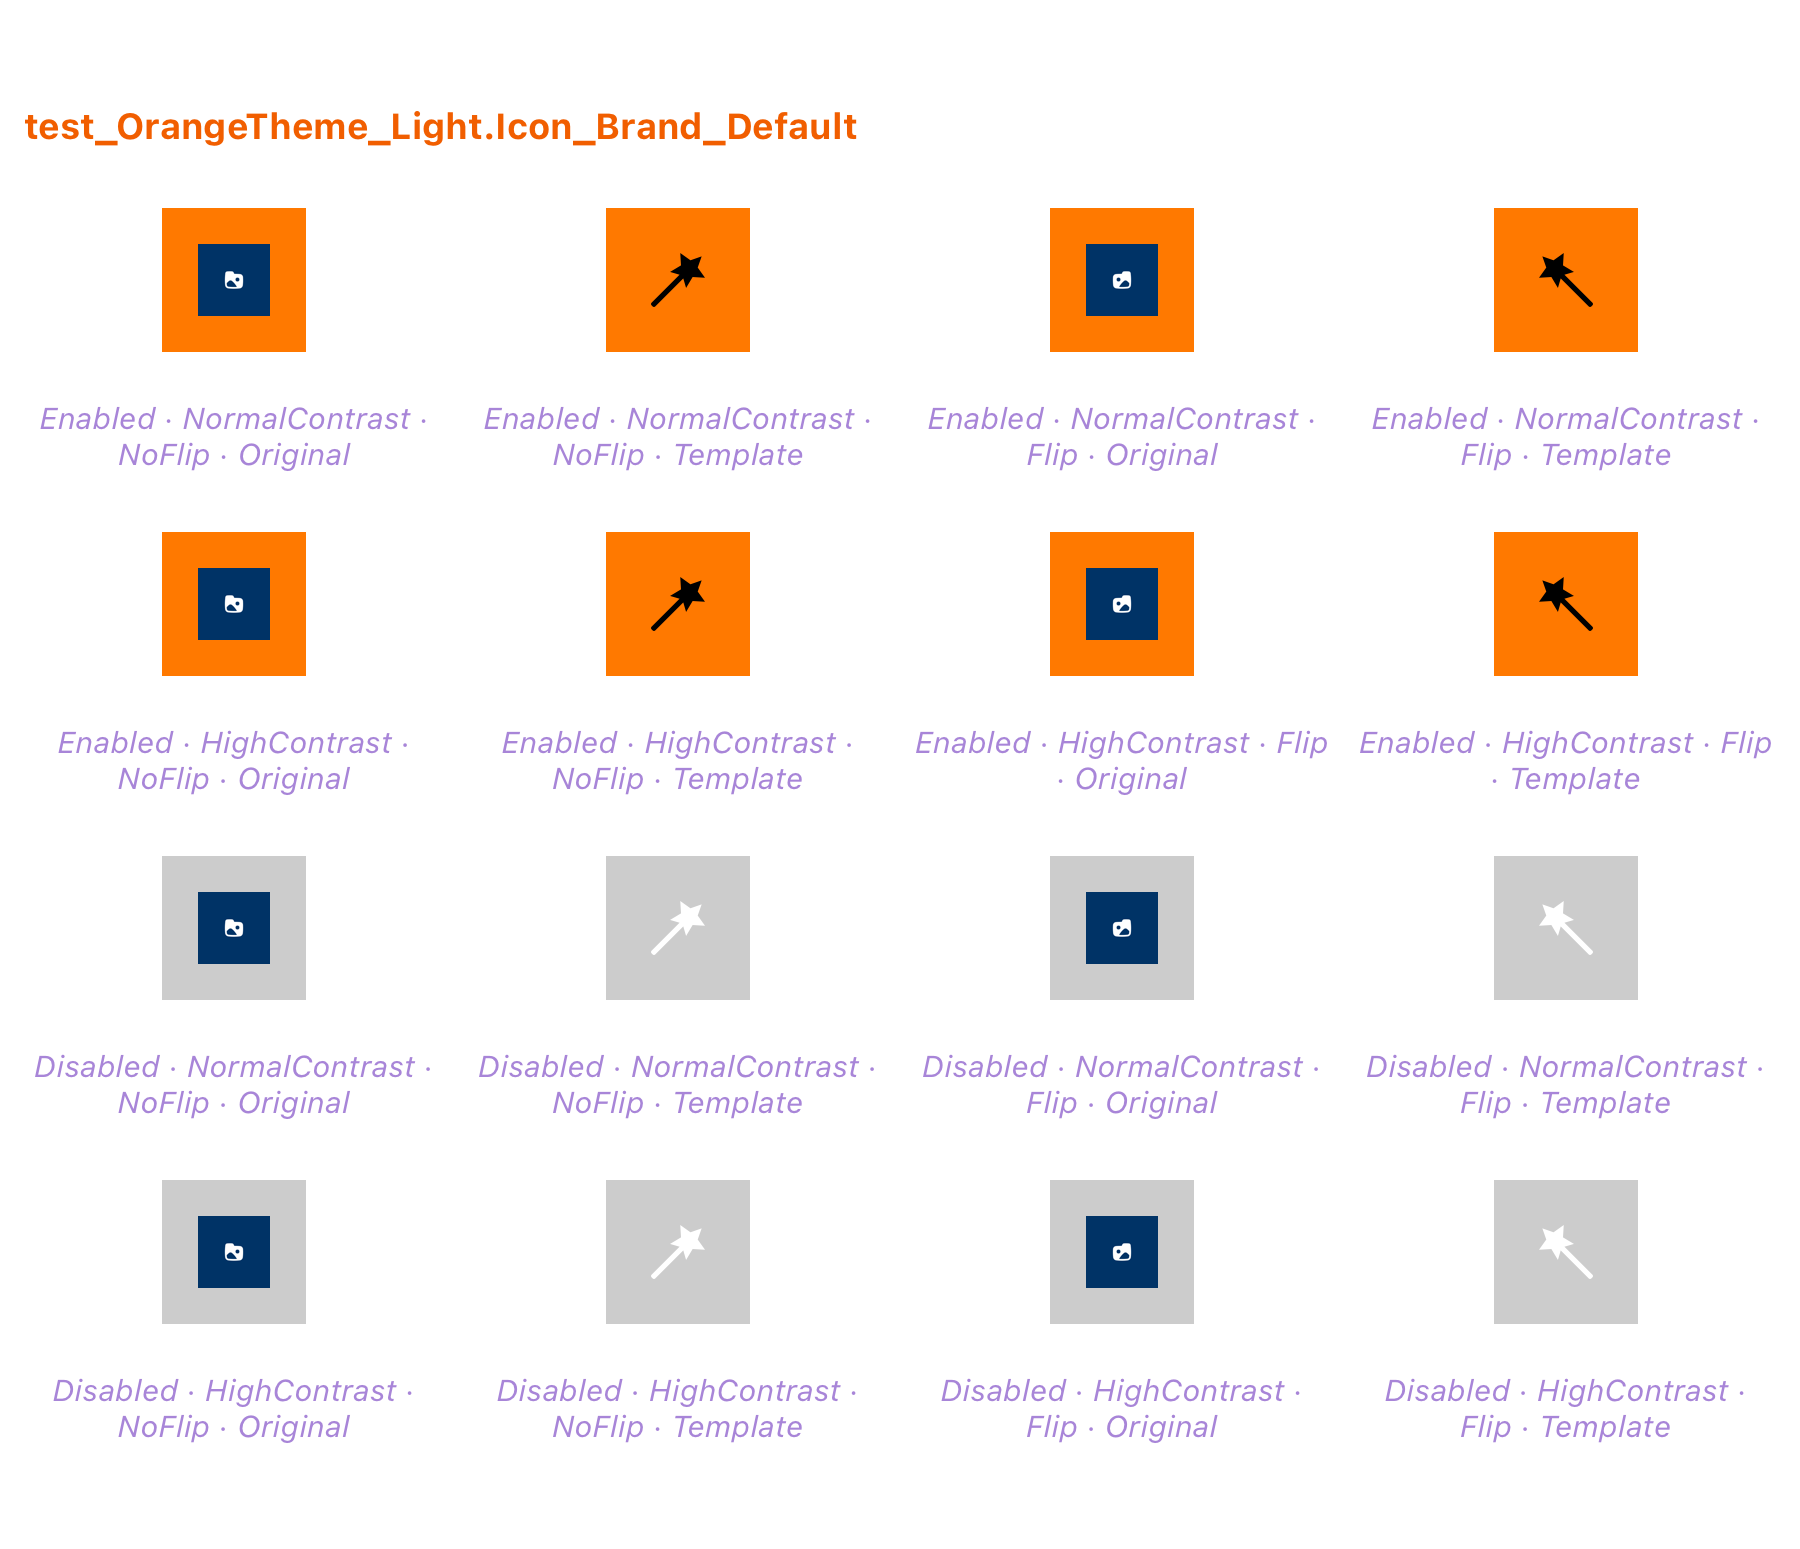 test_OrangeTheme_Light.Icon_Brand_Default
Enabled · NormalContrast ·
NoFlip · Original
Enabled · NormalContrast ·
NoFlip · Template
Enabled · NormalContrast ·
Flip · Original
Enabled · NormalContrast ·
Flip · Template
Enabled · HighContrast ·
NoFlip · Original
Enabled · HighContrast ·
NoFlip · Template
Enabled · HighContrast · Flip
· Original
Enabled · HighContrast · Flip
· Template
Disabled · NormalContrast ·
NoFlip · Original
Disabled · NormalContrast ·
NoFlip · Template
Disabled · NormalContrast ·
Flip · Original
Disabled · NormalContrast ·
Flip · Template
Disabled · HighContrast ·
NoFlip · Original
Disabled · HighContrast ·
NoFlip · Template
Disabled · HighContrast ·
Flip · Original
Disabled · HighContrast ·
Flip · Template